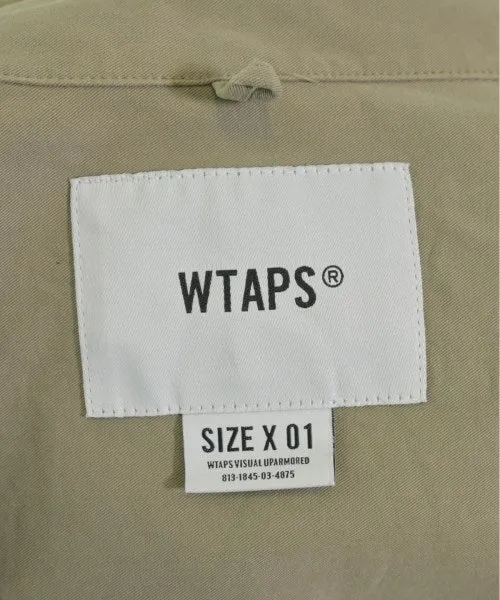 WTAPS®
SIZE X 01
WTAPS VISUAL UPARMORED
813-1845-03-4875